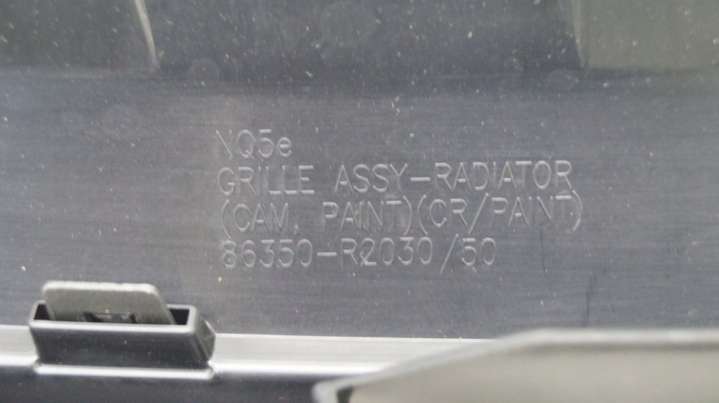 NQ5e
GRILLE ASSY-RADIATOR
(CAM, PAINT)(CR/PAINT)
86350-R2030/50